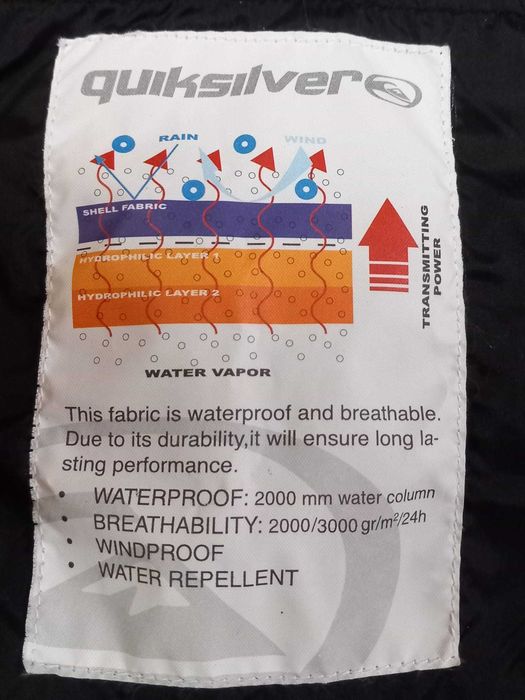 quiksilver
RAIN
WIND
SHELL FABRIC
HYDROPHILIC LAYER 1
HYDROPHILIC LAYER 2
TRANSMITTING
POWER
WATER VAPOR
This fabric is waterproof and breathable.
Due to its durability,it will ensure long la-
sting performance.
• WATERPROOF: 2000 mm water column
• BREATHABILITY: 2000/3000 gr/m²/24h
• WINDPROOF
• WATER REPELLENT